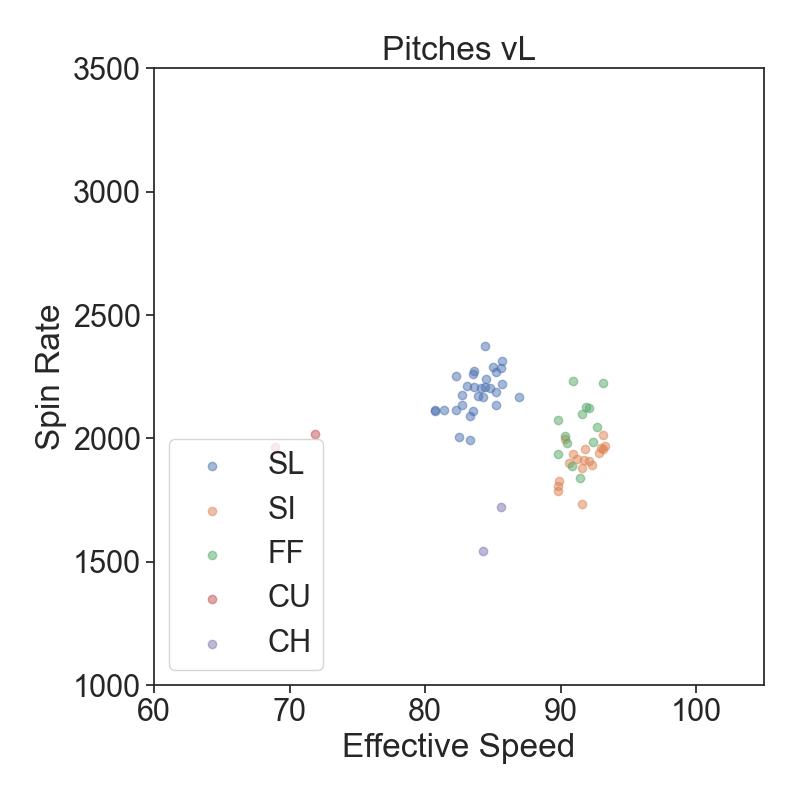 Pitches vL
3500
3000
2500
2000
1500
1000
Spin Rate
SL
SI
FF
CU
CH
60 70 80 90 100
Effective Speed